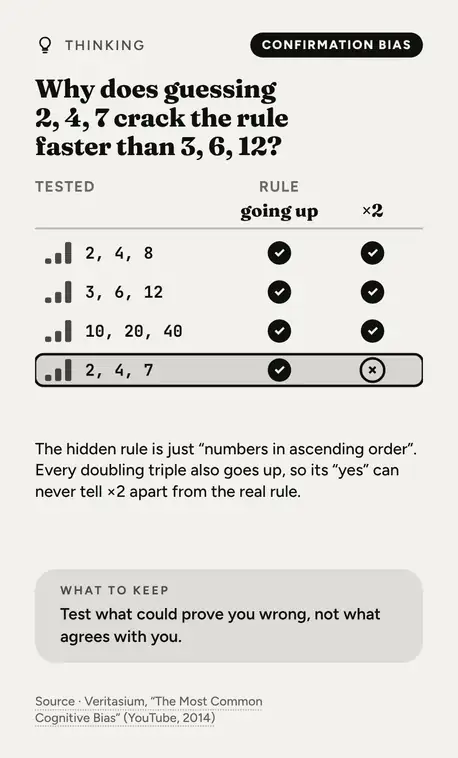 THINKING
CONFIRMATION BIAS
Why does guessing
2, 4, 7 crack the rule
faster than 3, 6, 12?
TESTED
RULE
going up
×2
2, 4, 8
3, 6, 12
10, 20, 40
2, 4, 7
The hidden rule is just “numbers in ascending order”.
Every doubling triple also goes up, so its “yes” can
never tell ×2 apart from the real rule.
WHAT TO KEEP
Test what could prove you wrong, not what
agrees with you.
Source · Veritasium, “The Most Common
Cognitive Bias” (YouTube, 2014)